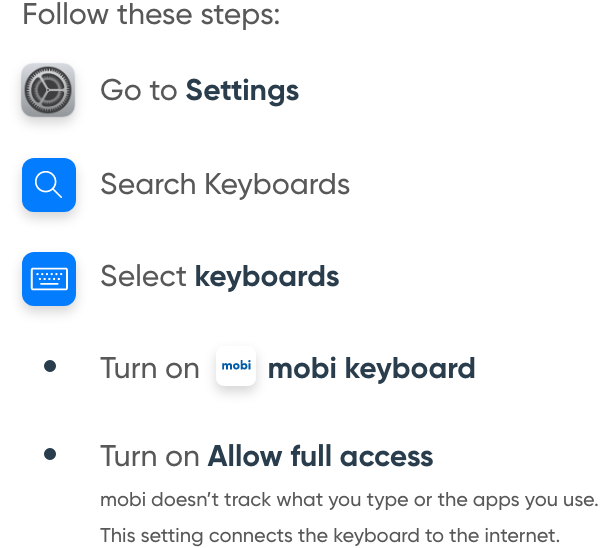 Follow these steps:
Go to Settings
Search Keyboards
Select keyboards
Turn on mobi mobi keyboard
Turn on Allow full access
mobi doesn’t track what you type or the apps you use.
This setting connects the keyboard to the internet.